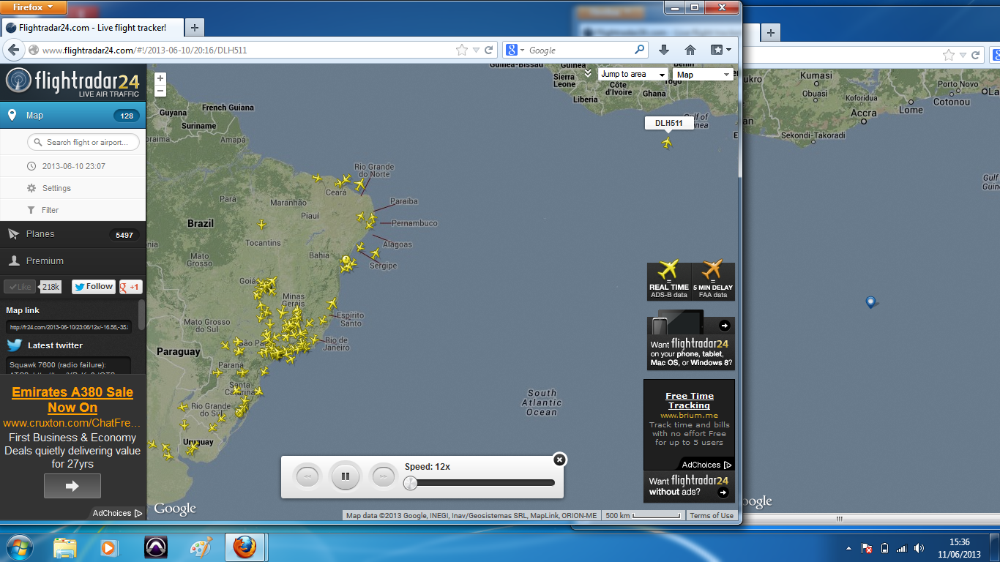 Firefox
Flightradar24.com - Live flight tracker!
www.flightradar24.com/#!/2013-06-10/20:16/DLH511
Google
flightradar24
LIVE AIR TRAFFIC
Map
128
Search flight or airport...
2013-06-10 23:07
Settings
Filter
Planes
5497
Premium
Like
218k
Follow
+1
Map link
http://fr24.com/2013-06-10/23:06/12x/-16.56,-35.
Latest twitter
Squawk 7600 (radio failure):
Emirates A380 Sale
Now On
www.cruxton.com/ChatFre...
First Business & Economy
Deals quietly delivering value
for 27yrs
AdChoices
+
−
Jump to area
Map
Guinea-Bissau
Guinea
Benin
Sierra
Leone
Côte
d'Ivoire
Togo
Ghana
Liberia
Gulf of
Guinea
DLH511
Guyana
French Guiana
Suriname
Roraima
Amapá
Rio Grande
do Norte
Ceará
Pará
Maranhão
Paraiba
Piauí
Brazil
Pernambuco
Tocantins
Alagoas
Mato
Grosso
Bahia
Sergipe
Goiás
Minas
Gerais
Mato Grosso
do Sul
Espírito
Santo
São Paulo
Rio de
Janeiro
Paraguay
Paraná
Santa
Catarina
Rio Grande
do Sul
Uruguay
South
Atlantic
Ocean
REAL TIME
ADS-B data
5 MIN DELAY
FAA data
Want flightradar24
on your phone, tablet,
Mac OS, or Windows 8?
Free Time
Tracking
www.brium.me
Track time and bills
with no effort Free
for up to 5 users
AdChoices
Want flightradar24
without ads?
Speed: 12x
Google
Map data ©2013 Google, INEGI, Inav/Geosistemas SRL, MapLink, ORION-ME
500 km
Terms of Use
Kumasi
Obuasi
Koforidua
Accra
Lome
Porto Novo
Cotonou
Sekondi-Takoradi
Gulf
Guine
oogle
15:36
11/06/2013